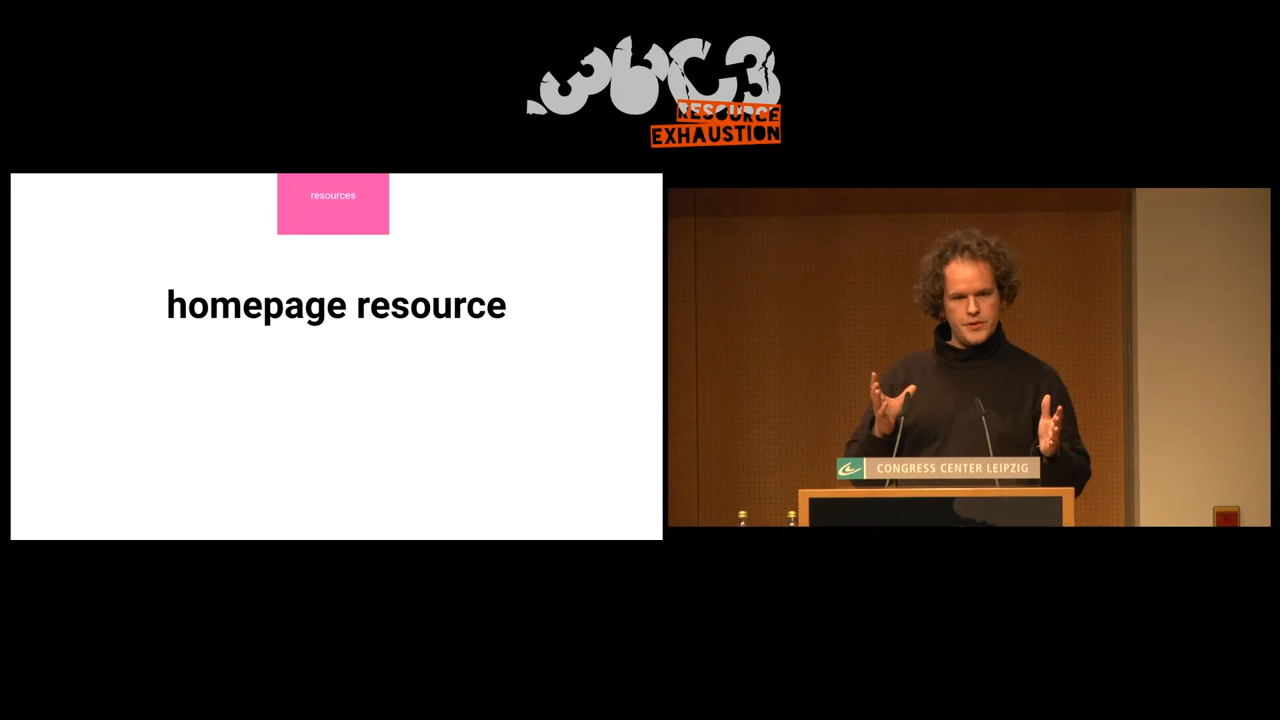 36C3
RESOURCE
EXHAUSTION
resources
homepage resource
CONGRESS CENTER LEIPZIG